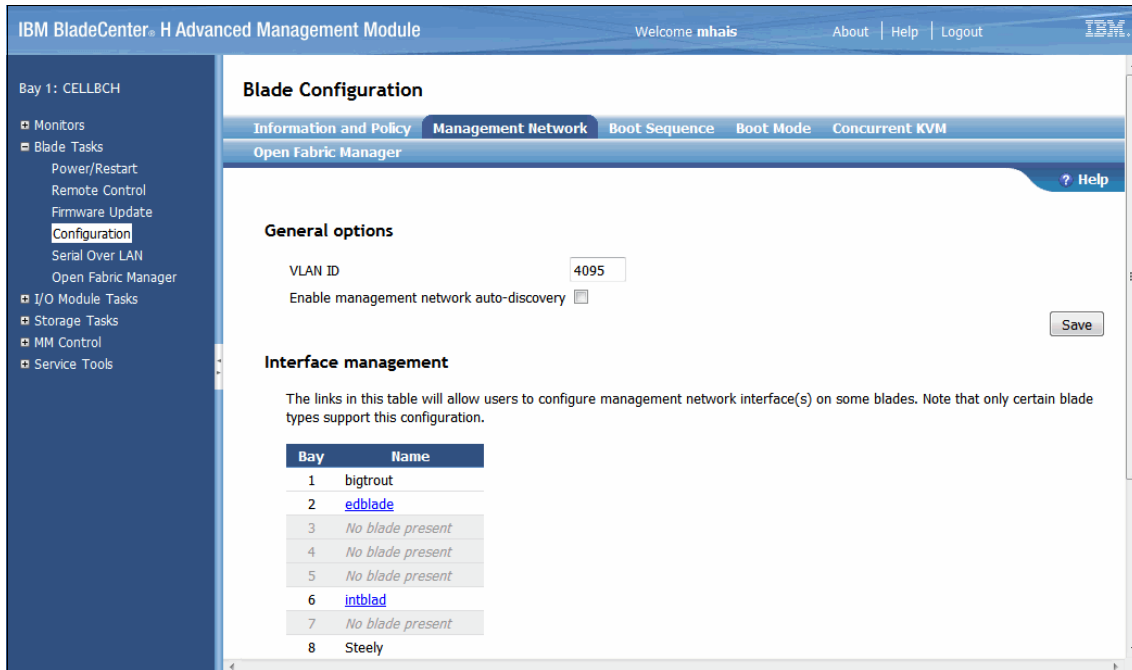 IBM BladeCenter® H Advanced Management Module
Welcome mhais
About | Help | Logout
IBM.
Bay 1: CELLBCH
Monitors
Blade Tasks
Power/Restart
Remote Control
Firmware Update
Configuration
Serial Over LAN
Open Fabric Manager
I/O Module Tasks
Storage Tasks
MM Control
Service Tools
Blade Configuration
Information and Policy Management Network Boot Sequence Boot Mode Concurrent KVM
Open Fabric Manager
? Help
General options
VLAN ID 4095
Enable management network auto-discovery
Save
Interface management
The links in this table will allow users to configure management network interface(s) on some blades. Note that only certain blade
types support this configuration.
Bay Name
1 bigtrout
2 edblade
3 No blade present
4 No blade present
5 No blade present
6 intblad
7 No blade present
8 Steely